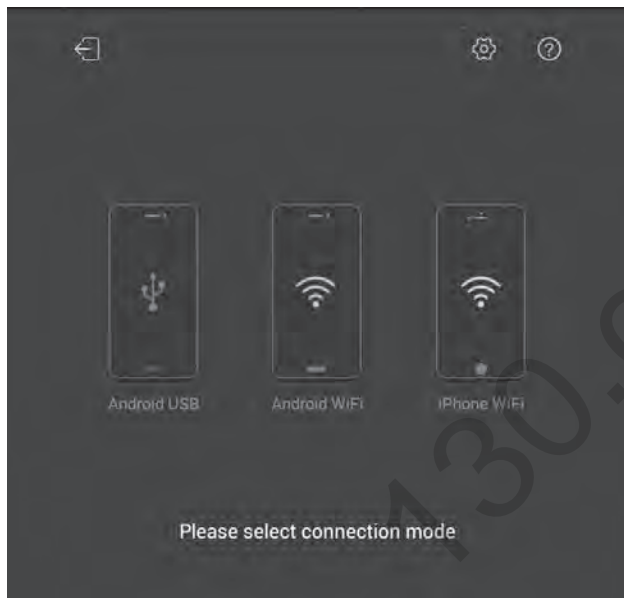 Android USB
Android WiFi
iPhone WiFi
Please select connection mode